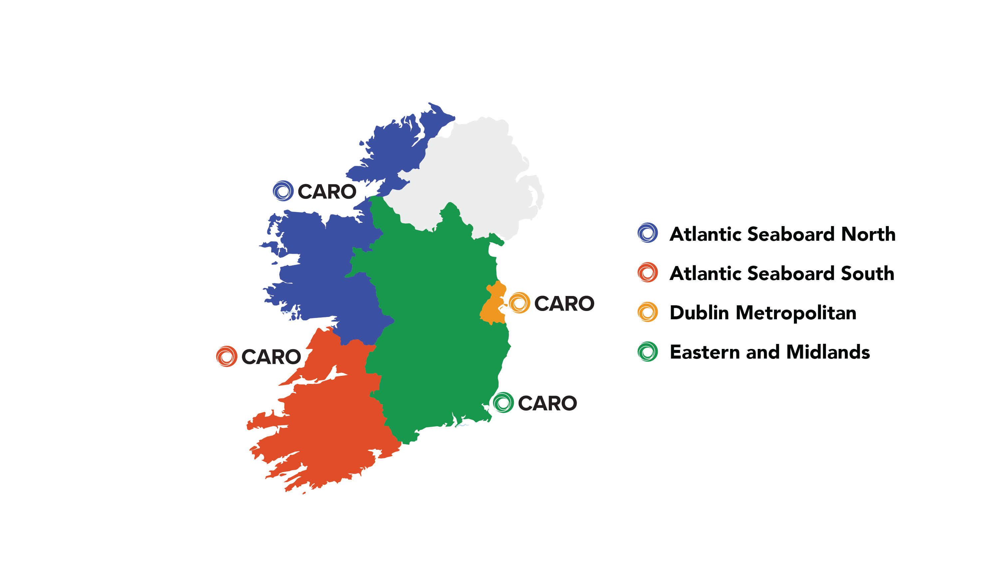 CARO
CARO
CARO
CARO
Atlantic Seaboard North
Atlantic Seaboard South
Dublin Metropolitan
Eastern and Midlands